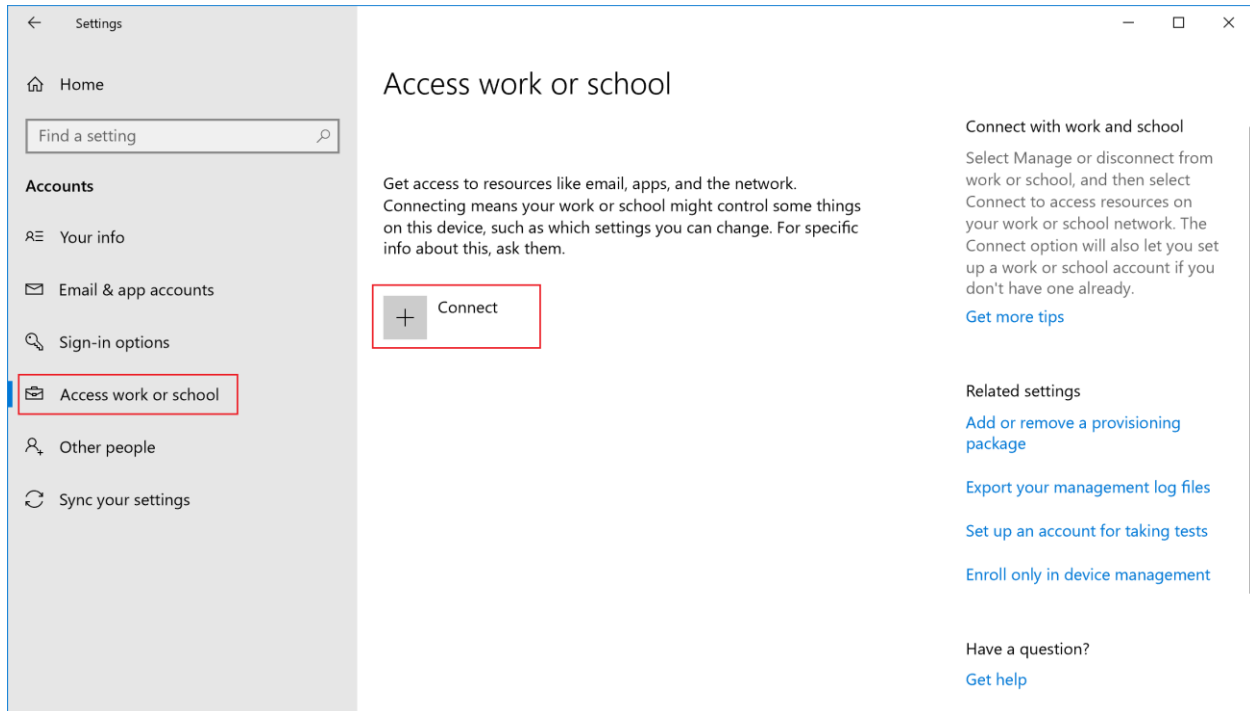 Settings
Home
Find a setting
Accounts
Your info
Email & app accounts
Sign-in options
Access work or school
Other people
Sync your settings
Access work or school
Get access to resources like email, apps, and the network.
Connecting means your work or school might control some things
on this device, such as which settings you can change. For specific
info about this, ask them.
Connect
Connect with work and school
Select Manage or disconnect from
work or school, and then select
Connect to access resources on
your work or school network. The
Connect option will also let you set
up a work or school account if you
don't have one already.
Get more tips
Related settings
Add or remove a provisioning
package
Export your management log files
Set up an account for taking tests
Enroll only in device management
Have a question?
Get help